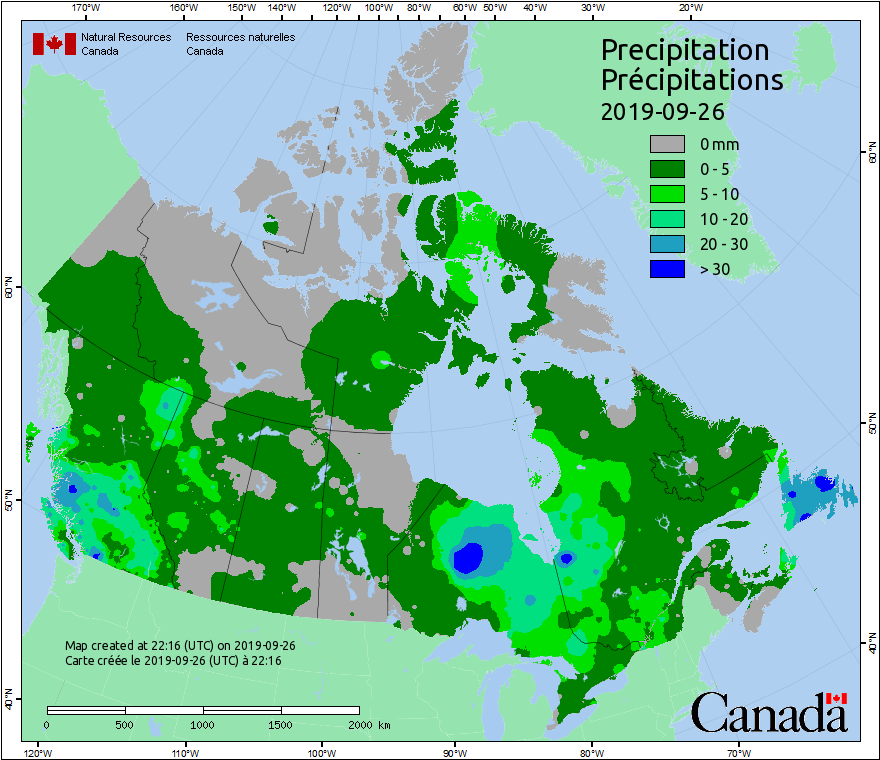 170°W 160°W 150°W 140°W 130°W 120°W 110°W 100°W 90°W 80°W 60°W 50°W 40°W 30°W 20°W
Natural Resources Ressources naturelles
Canada Canada
Precipitation
Précipitations
2019-09-26
0 mm
0 - 5
5 - 10
10 - 20
20 - 30
> 30
60°N
60°N
50°N
50°N
40°N
40°N
Map created at 22:16 (UTC) on 2019-09-26
Carte créée le 2019-09-26 (UTC) à 22:16
0 500 1000 1500 2000 km
Canada
120°W 110°W 100°W 90°W 80°W 70°W